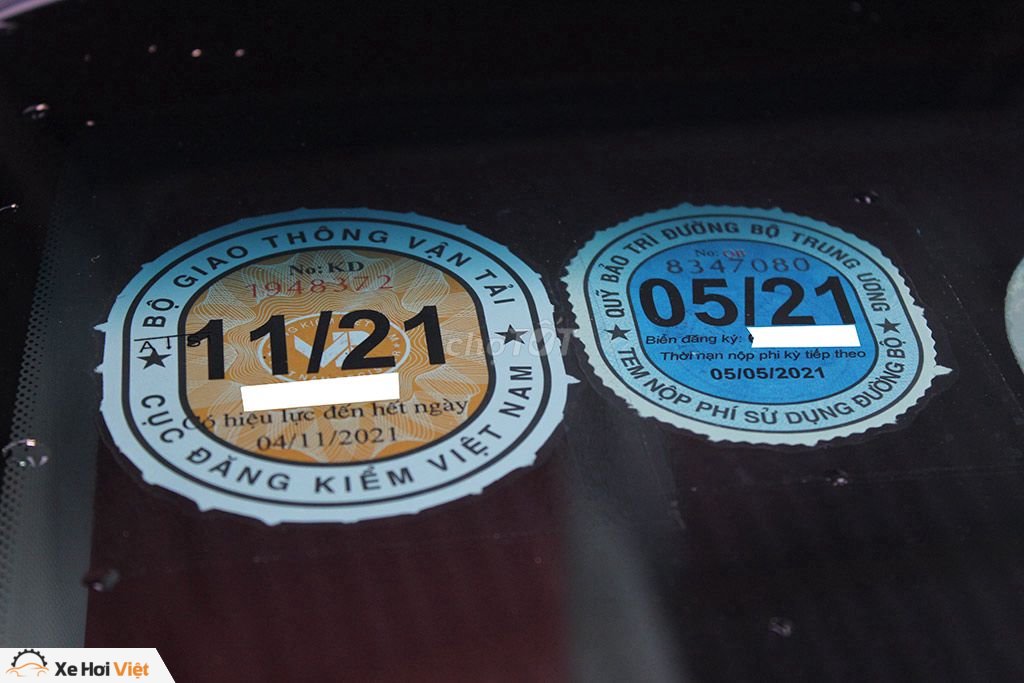 BỘ GIAO THÔNG VẬN TẢI
No: KD
1948372
11/21
Có hiệu lực đến hết ngày
04/11/2021
★ CỤC ĐĂNG KIỂM VIỆT NAM ★
QUỸ BẢO TRÌ ĐƯỜNG BỘ TRUNG ƯƠNG
No: QB
8347080
05/21
Biển đăng ký:
Thời hạn nộp phí kỳ tiếp theo
05/05/2021
★ TEM NỘP PHÍ SỬ DỤNG ĐƯỜNG BỘ ★
chợTỐT
Xe Hơi Việt